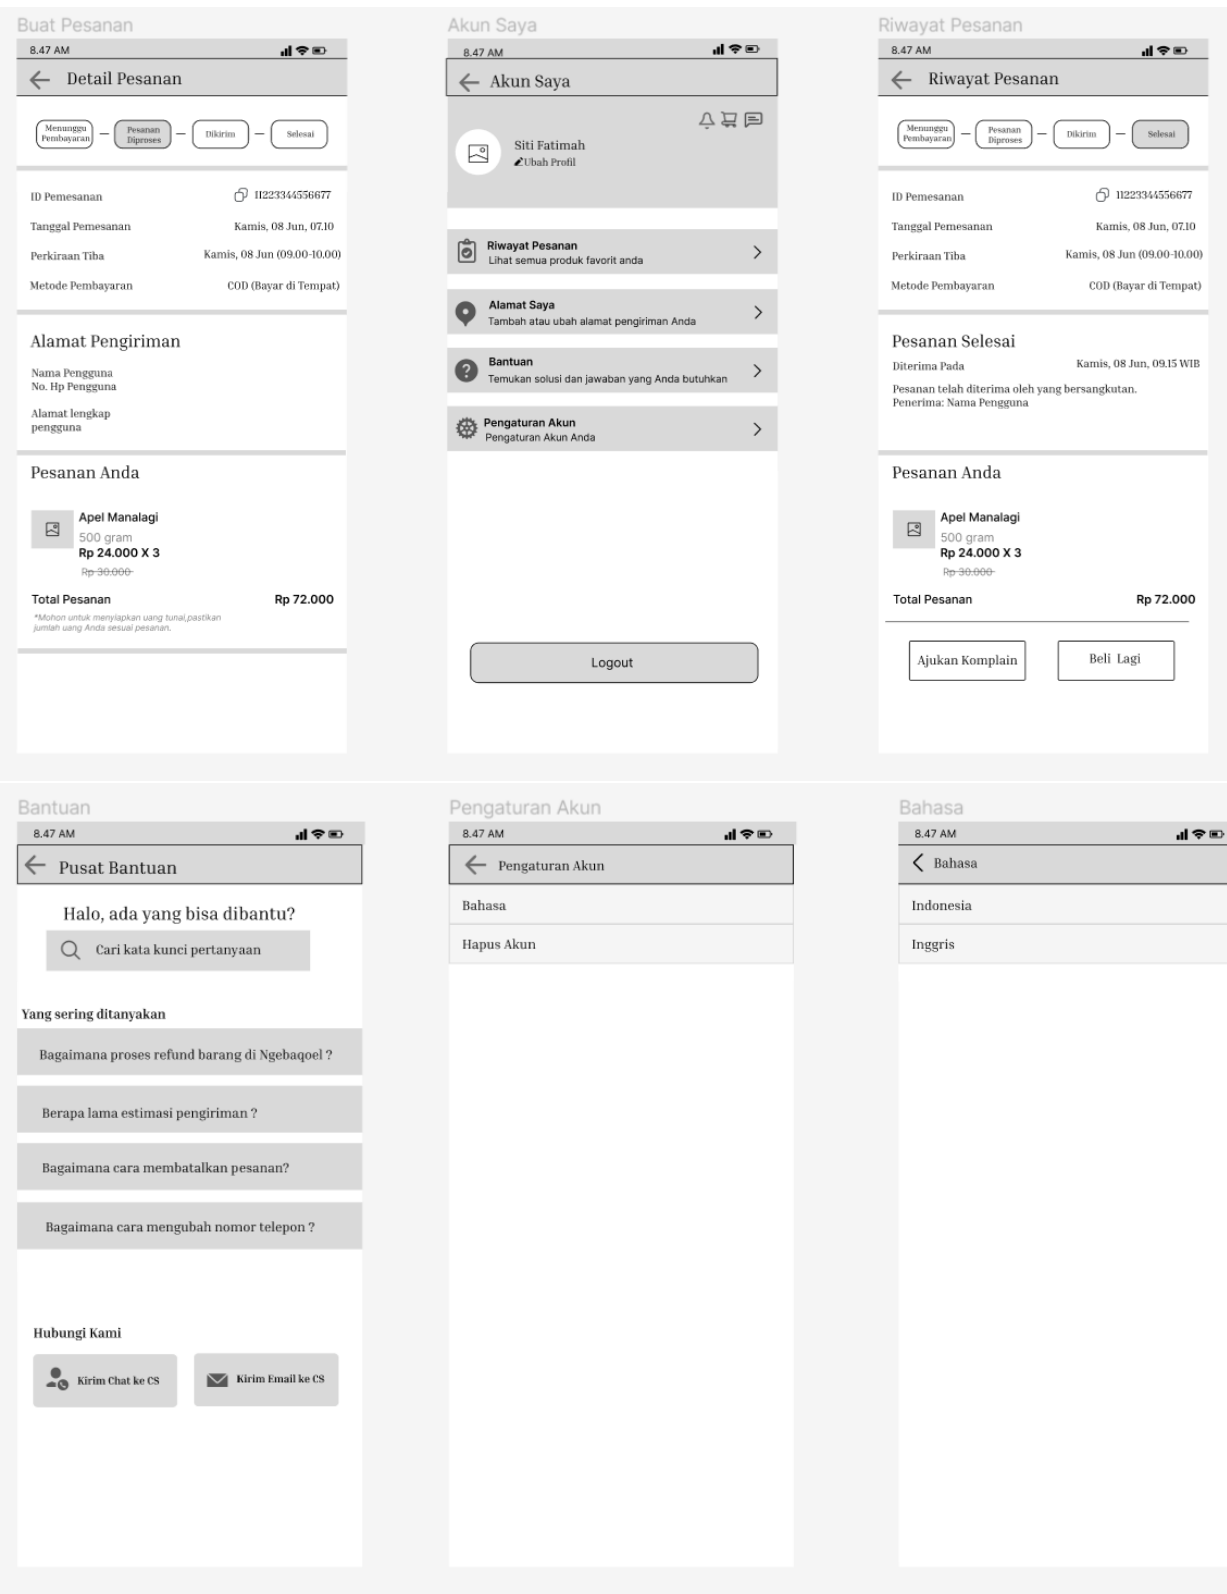 Buat Pesanan
8.47 AM
Detail Pesanan
Menunggu
Pembayaran
Pesanan
Diproses
Dikirim
Selesai
ID Pemesanan
11223344556677
Tanggal Pemesanan
Kamis, 08 Jun, 07.10
Perkiraan Tiba
Kamis, 08 Jun (09.00-10.00)
Metode Pembayaran
COD (Bayar di Tempat)
Alamat Pengiriman
Nama Pengguna
No. Hp Pengguna
Alamat lengkap
pengguna
Pesanan Anda
Apel Manalagi
500 gram
Rp 24.000 X 3
Rp 30.000
Total Pesanan
Rp 72.000
*Mohon untuk menyiapkan uang tunai,pastikan
jumlah uang Anda sesuai pesanan.
Akun Saya
8.47 AM
Akun Saya
Siti Fatimah
Ubah Profil
Riwayat Pesanan
Lihat semua produk favorit anda
Alamat Saya
Tambah atau ubah alamat pengiriman Anda
Bantuan
Temukan solusi dan jawaban yang Anda butuhkan
Pengaturan Akun
Pengaturan Akun Anda
Logout
Riwayat Pesanan
8.47 AM
Riwayat Pesanan
Menunggu
Pembayaran
Pesanan
Diproses
Dikirim
Selesai
ID Pemesanan
11223344556677
Tanggal Pemesanan
Kamis, 08 Jun, 07.10
Perkiraan Tiba
Kamis, 08 Jun (09.00-10.00)
Metode Pembayaran
COD (Bayar di Tempat)
Pesanan Selesai
Diterima Pada
Kamis, 08 Jun, 09.15 WIB
Pesanan telah diterima oleh yang bersangkutan.
Penerima: Nama Pengguna
Pesanan Anda
Apel Manalagi
500 gram
Rp 24.000 X 3
Rp 30.000
Total Pesanan
Rp 72.000
Ajukan Komplain
Beli Lagi
Bantuan
8.47 AM
Pusat Bantuan
Halo, ada yang bisa dibantu?
Cari kata kunci pertanyaan
Yang sering ditanyakan
Bagaimana proses refund barang di Ngebaqoel ?
Berapa lama estimasi pengiriman ?
Bagaimana cara membatalkan pesanan?
Bagaimana cara mengubah nomor telepon ?
Hubungi Kami
Kirim Chat ke CS
Kirim Email ke CS
Pengaturan Akun
8.47 AM
Pengaturan Akun
Bahasa
Hapus Akun
Bahasa
8.47 AM
Bahasa
Indonesia
Inggris